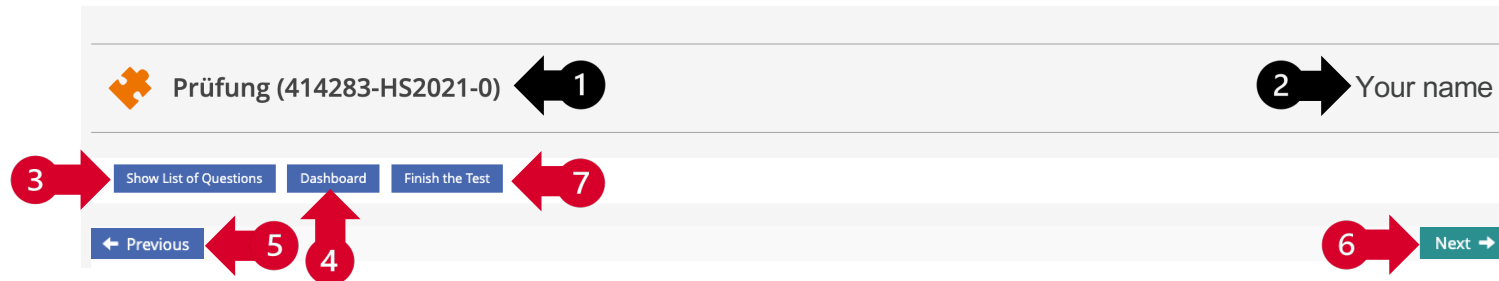 Prüfung (414283-HS2021-0) 1
2 Your name
3 Show List of Questions Dashboard Finish the Test 7
← Previous 5 4 6 Next →